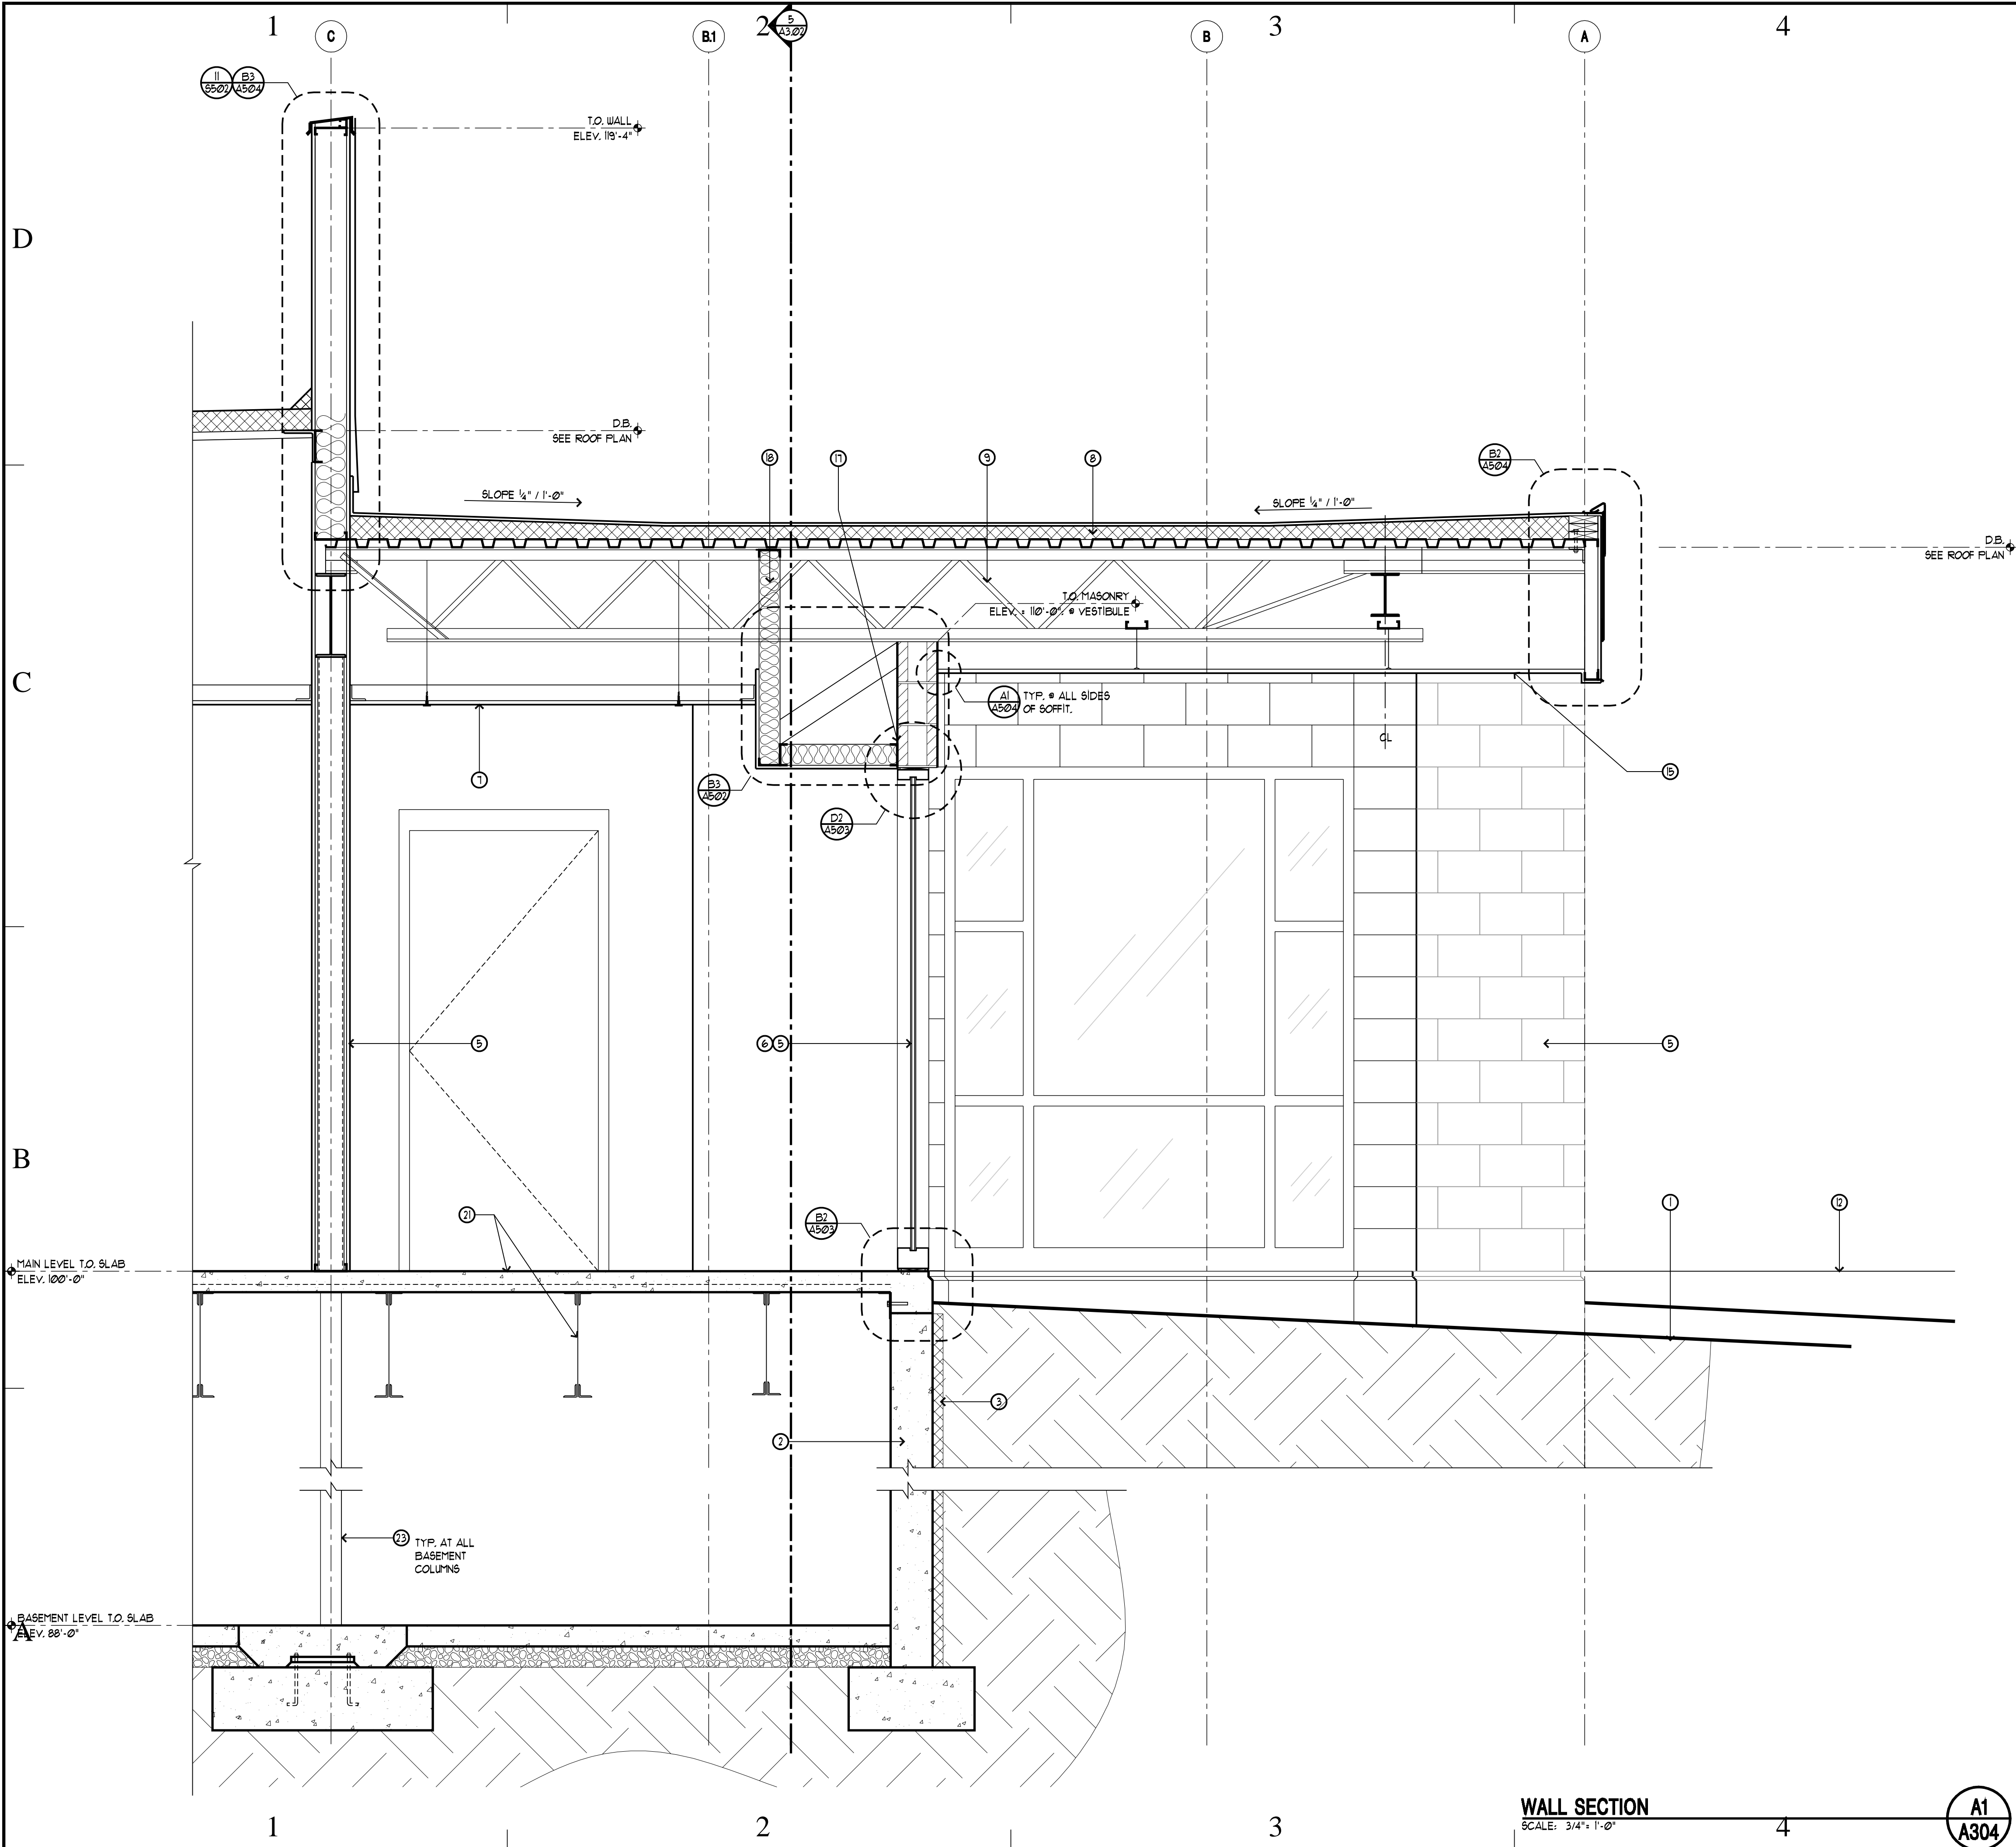 1
2
3
4
C
B.1
5
A3.02
B
A
11
S502
B3
A504
T.O. WALL
ELEV. 119'-4"
D
D.B.
SEE ROOF PLAN
18
17
9
8
B2
A504
SLOPE 1/4" / 1'-0"
SLOPE 1/4" / 1'-0"
D.B.
SEE ROOF PLAN
T.O. MASONRY
ELEV. = 110'-0". @ VESTIBULE
C
A1
A504
TYP. @ ALL SIDES
OF SOFFIT.
CL
7
15
B3
A502
D2
A503
5
6
5
5
B
21
B2
A503
1
12
MAIN LEVEL T.O. SLAB
ELEV. 100'-0"
3
2
23
TYP. AT ALL
BASEMENT
COLUMNS
BASEMENT LEVEL T.O. SLAB
ELEV. 88'-0"
A
WALL SECTION
SCALE: 3/4"= 1'-0"
A1
A304
1
2
3
4